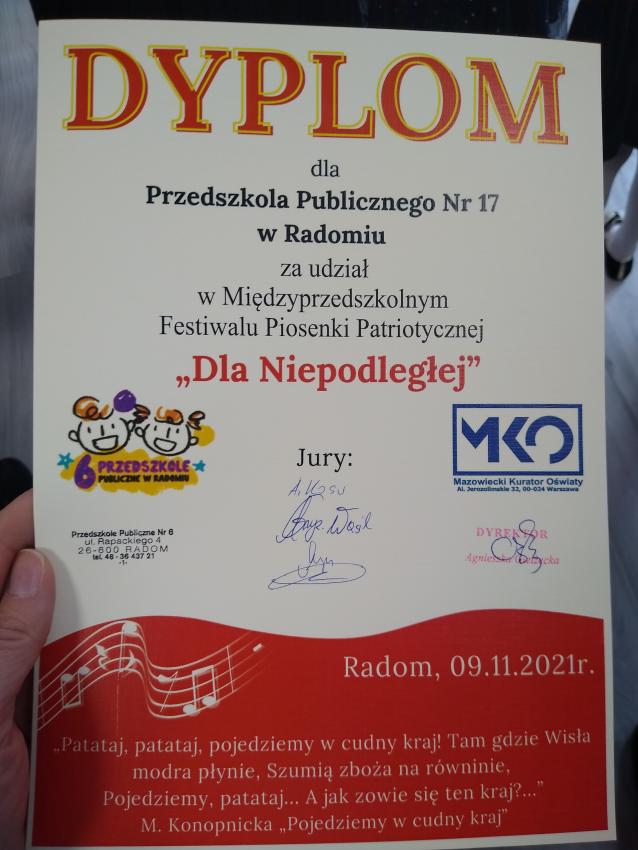 DYPLOM
dla
Przedszkola Publicznego Nr 17
w Radomiu
za udział
w Międzyprzedszkolnym
Festiwalu Piosenki Patriotycznej
„Dla Niepodległej”
6 PRZEDSZKOLE
PUBLICZNE W RADOMIU
Jury:
MKO
Mazowiecki Kurator Oświaty
Al. Jerozolimskie 32, 00-024 Warszawa
Przedszkole Publiczne Nr 6
ul. Rapackiego 4
26-600 RADOM
tel. 48-36 437 21
-1-
DYREKTOR
Agnieszka
Radom, 09.11.2021r.
„Patataj, patataj, pojedziemy w cudny kraj! Tam gdzie Wisła
modra płynie, Szumią zboża na równinie,
Pojedziemy, patataj... A jak zowie się ten kraj?...”
M. Konopnicka „Pojedziemy w cudny kraj”